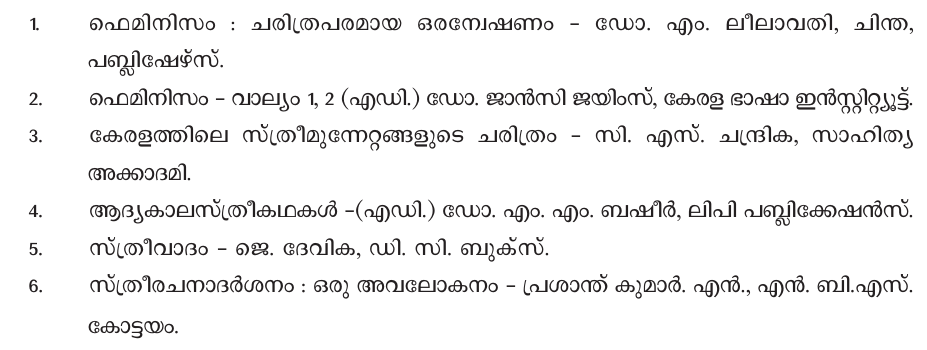 1. ഫെമിനിസം : ചരിത്രപരമായ ഒരന്വേഷണം – ഡോ. എം. ലീലാവതി, ചിന്ത,
പബ്ലിഷേഴ്സ്.
2. ഫെമിനിസം – വാല്യം 1, 2 (എഡി.) ഡോ. ജാൻസി ജയിംസ്, കേരള ഭാഷാ ഇൻസ്റ്റിറ്റ്യൂട്ട്.
3. കേരളത്തിലെ സ്ത്രീമുന്നേറ്റങ്ങളുടെ ചരിത്രം – സി. എസ്. ചന്ദ്രിക, സാഹിത്യ
അക്കാദമി.
4. ആദ്യകാലസ്ത്രീകഥകൾ –(എഡി.) ഡോ. എം. എം. ബഷീർ, ലിപി പബ്ലിക്കേഷൻസ്.
5. സ്ത്രീവാദം – ജെ. ദേവിക, ഡി. സി. ബുക്സ്.
6. സ്ത്രീരചനാദർശനം : ഒരു അവലോകനം – പ്രശാന്ത് കുമാർ. എൻ., എൻ. ബി.എസ്.
കോട്ടയം.